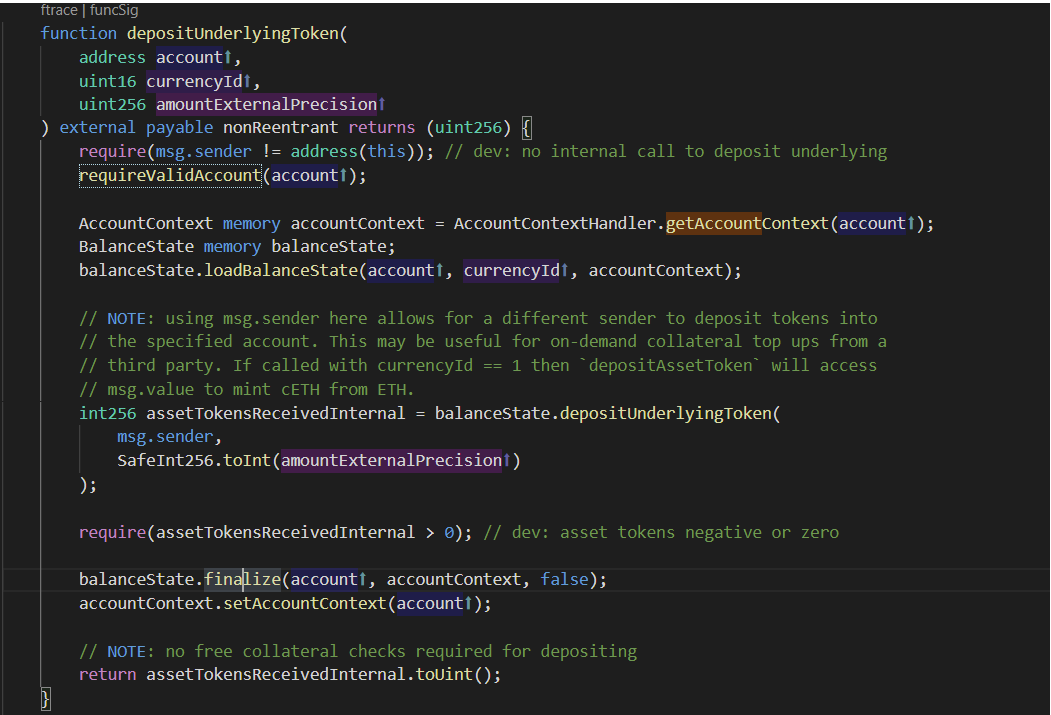 ftrace | funcSig
function depositUnderlyingToken(
    address account⬆,
    uint16 currencyId⬆,
    uint256 amountExternalPrecision⬆
) external payable nonReentrant returns (uint256) {
    require(msg.sender != address(this)); // dev: no internal call to deposit underlying
    requireValidAccount(account⬆);

    AccountContext memory accountContext = AccountContextHandler.getAccountContext(account⬆);
    BalanceState memory balanceState;
    balanceState.loadBalanceState(account⬆, currencyId⬆, accountContext);

    // NOTE: using msg.sender here allows for a different sender to deposit tokens into
    // the specified account. This may be useful for on-demand collateral top ups from a
    // third party. If called with currencyId == 1 then `depositAssetToken` will access
    // msg.value to mint cETH from ETH.
    int256 assetTokensReceivedInternal = balanceState.depositUnderlyingToken(
        msg.sender,
        SafeInt256.toInt(amountExternalPrecision⬆)
    );

    require(assetTokensReceivedInternal > 0); // dev: asset tokens negative or zero

    balanceState.finalize(account⬆, accountContext, false);
    accountContext.setAccountContext(account⬆);

    // NOTE: no free collateral checks required for depositing
    return assetTokensReceivedInternal.toUint();
}